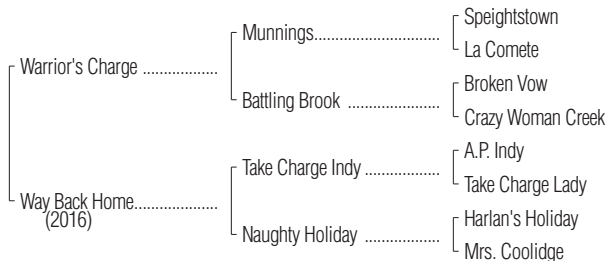 Speightstown
Munnings....................
La Comete
Warrior's Charge ..................
Broken Vow
Battling Brook ......................
Crazy Woman Creek
A.P. Indy
Take Charge Indy ..................
Take Charge Lady
Way Back Home....................
(2016)
Harlan's Holiday
Naughty Holiday ..................
Mrs. Coolidge